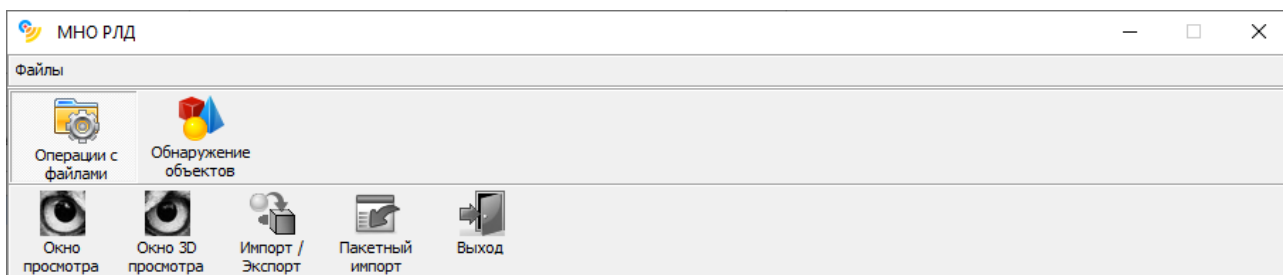 МНО РЛД
Файлы
Операции с
файлами
Обнаружение
объектов
Окно
просмотра
Окно 3D
просмотра
Импорт /
Экспорт
Пакетный
импорт
Выход